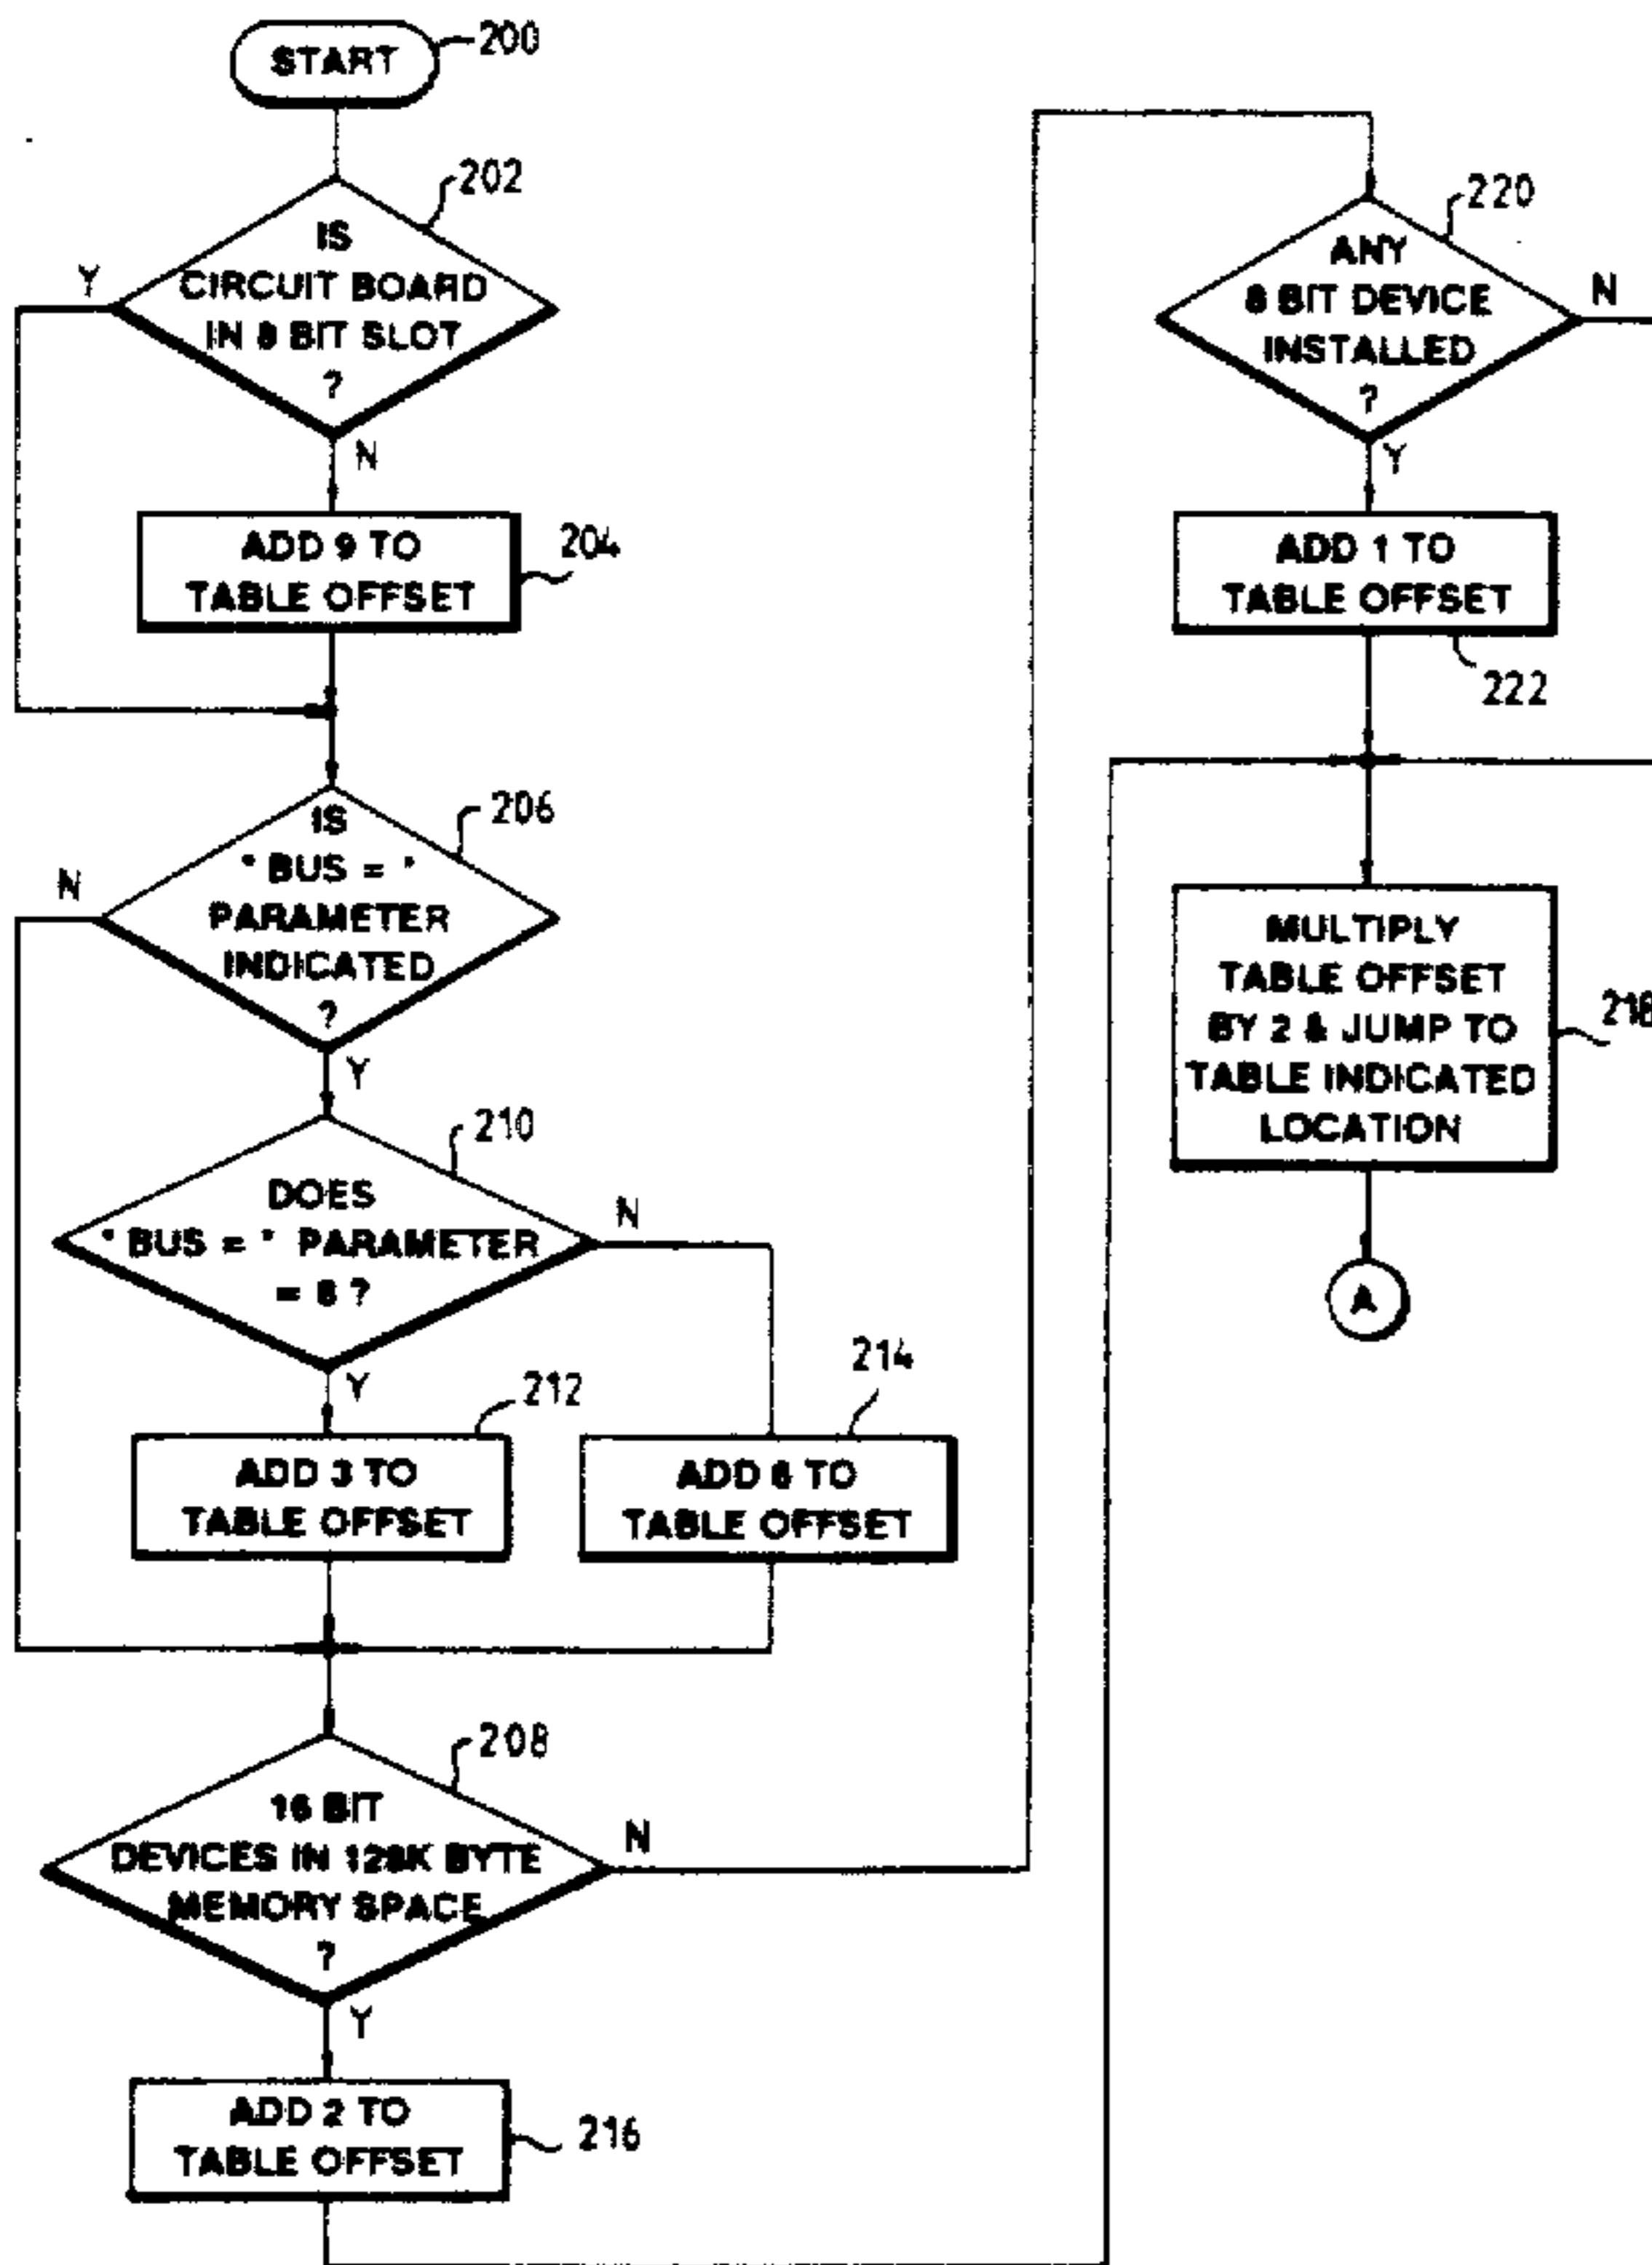 START
200
202
IS
CIRCUIT BOARD
IN 8 BIT SLOT
?
Y
N
ADD 9 TO
TABLE OFFSET
204
206
IS
" BUS = "
PARAMETER
INDICATED
?
N
Y
210
DOES
" BUS = " PARAMETER
= 8 ?
N
Y
212
ADD 3 TO
TABLE OFFSET
214
ADD 6 TO
TABLE OFFSET
208
16 BIT
DEVICES IN 128K BYTE
MEMORY SPACE
?
N
Y
ADD 2 TO
TABLE OFFSET
216
220
ANY
8 BIT DEVICE
INSTALLED
?
N
Y
ADD 1 TO
TABLE OFFSET
222
MULTIPLY
TABLE OFFSET
BY 2 & JUMP TO
TABLE INDICATED
LOCATION
218
A